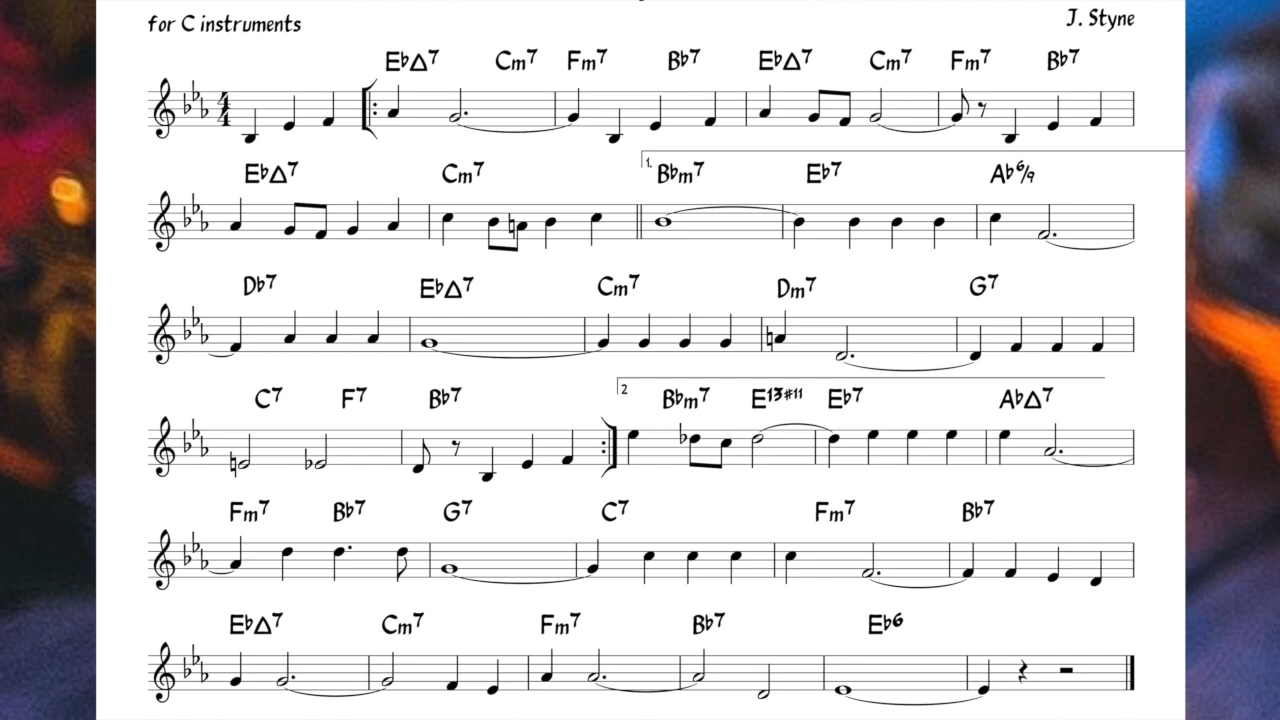 for C instruments
J. Styne
E♭Δ7 Cm7 Fm7 B♭7 E♭Δ7 Cm7 Fm7 B♭7
4
4
E♭Δ7 Cm7 1. B♭m7 E♭7 A♭6/9
D♭7 E♭Δ7 Cm7 Dm7 G7
C7 F7 B♭7 2 B♭m7 E13#11 E♭7 A♭Δ7
Fm7 B♭7 G7 C7 Fm7 B♭7
E♭Δ7 Cm7 Fm7 B♭7 E♭6